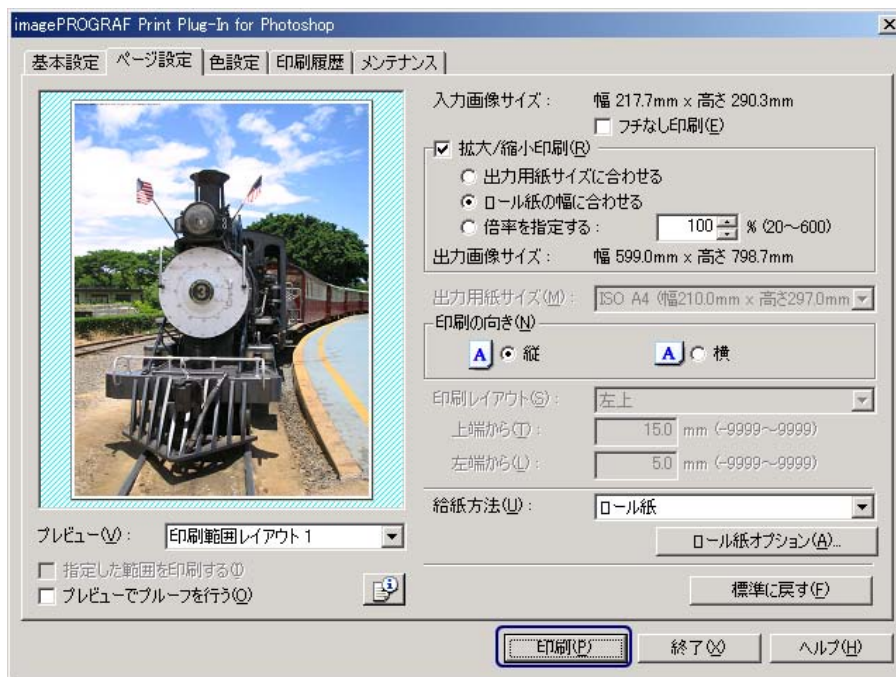 imagePROGRAF Print Plug-In for Photoshop
基本設定 ページ設定 色設定 印刷履歴 メンテナンス
入力画像サイズ： 幅 217.7mm x 高さ 290.3mm
フチなし印刷(E)
拡大/縮小印刷(R)
出力用紙サイズに合わせる
ロール紙の幅に合わせる
倍率を指定する： 100 % (20～600)
出力画像サイズ： 幅 599.0mm x 高さ 798.7mm
出力用紙サイズ(M)： ISO A4 (幅210.0mm x 高さ297.0mm
印刷の向き(N)
A 縦 A 横
印刷レイアウト(S)： 左上
上端から(T)： 15.0 mm (-9999～9999)
左端から(L)： 5.0 mm (-9999～9999)
給紙方法(U)： ロール紙
ロール紙オプション(A)...
標準に戻す(F)
3
プレビュー(V)： 印刷範囲レイアウト 1
指定した範囲を印刷する(I)
プレビューでプルーフを行う(O)
印刷(P) 終了(X) ヘルプ(H)